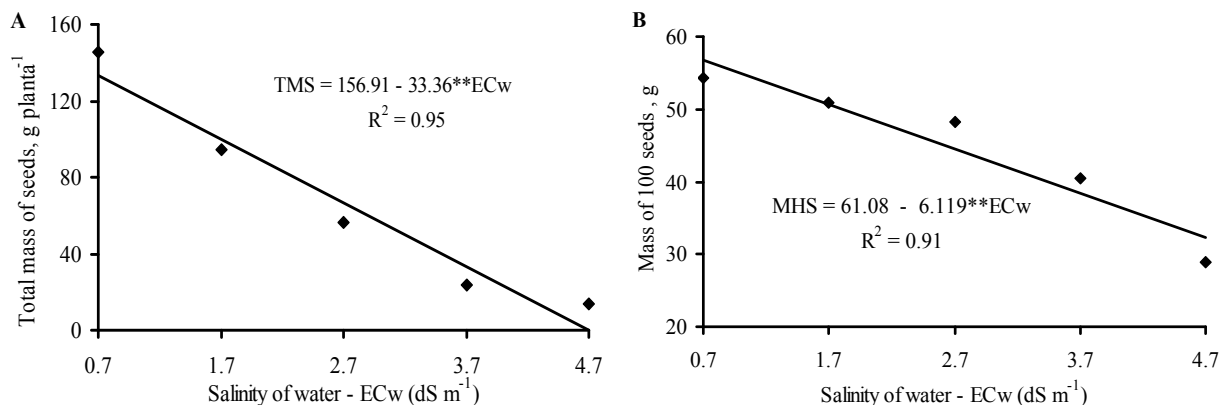 A
160
120
80
40
0
Total mass of seeds, g planta⁻¹
TMS = 156.91 - 33.36**ECw
R² = 0.95
0.7 1.7 2.7 3.7 4.7
Salinity of water - ECw (dS m⁻¹)
B
60
50
40
30
20
Mass of 100 seeds, g
MHS = 61.08 - 6.119**ECw
R² = 0.91
0.7 1.7 2.7 3.7 4.7
Salinity of water - ECw (dS m⁻¹)